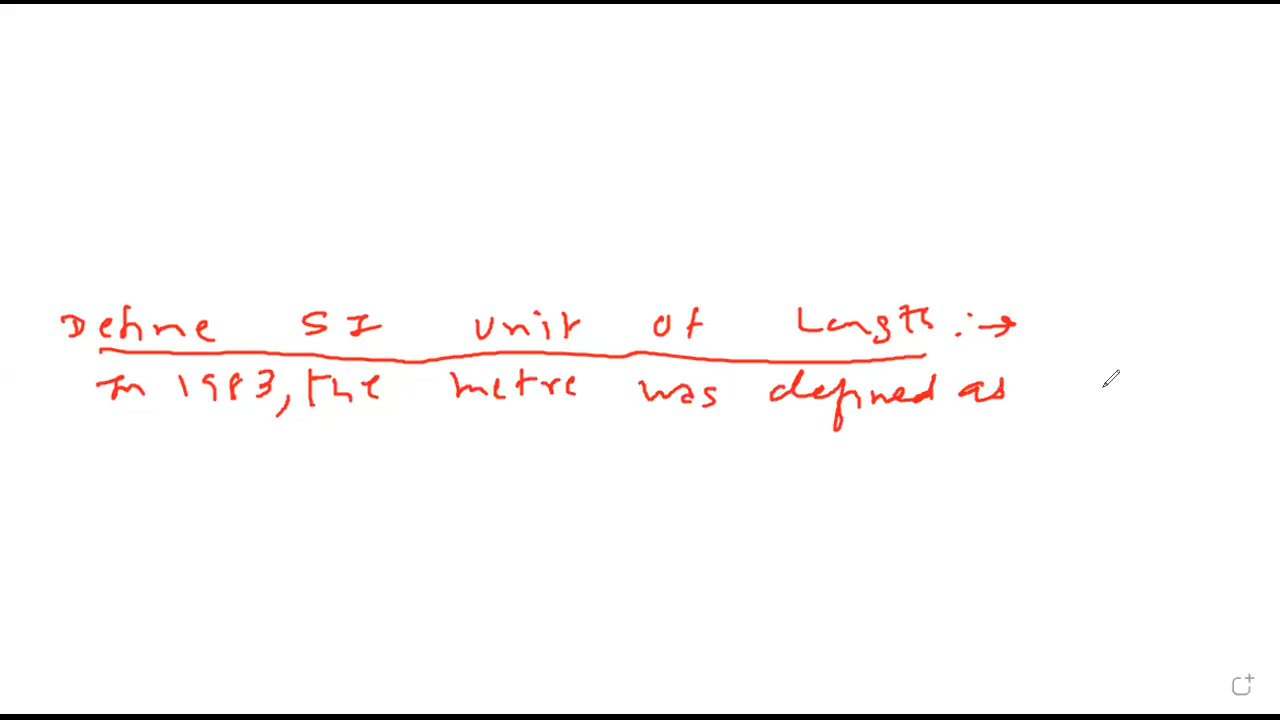 Define SI unit of Length :→
In 1983, the metre was defined as